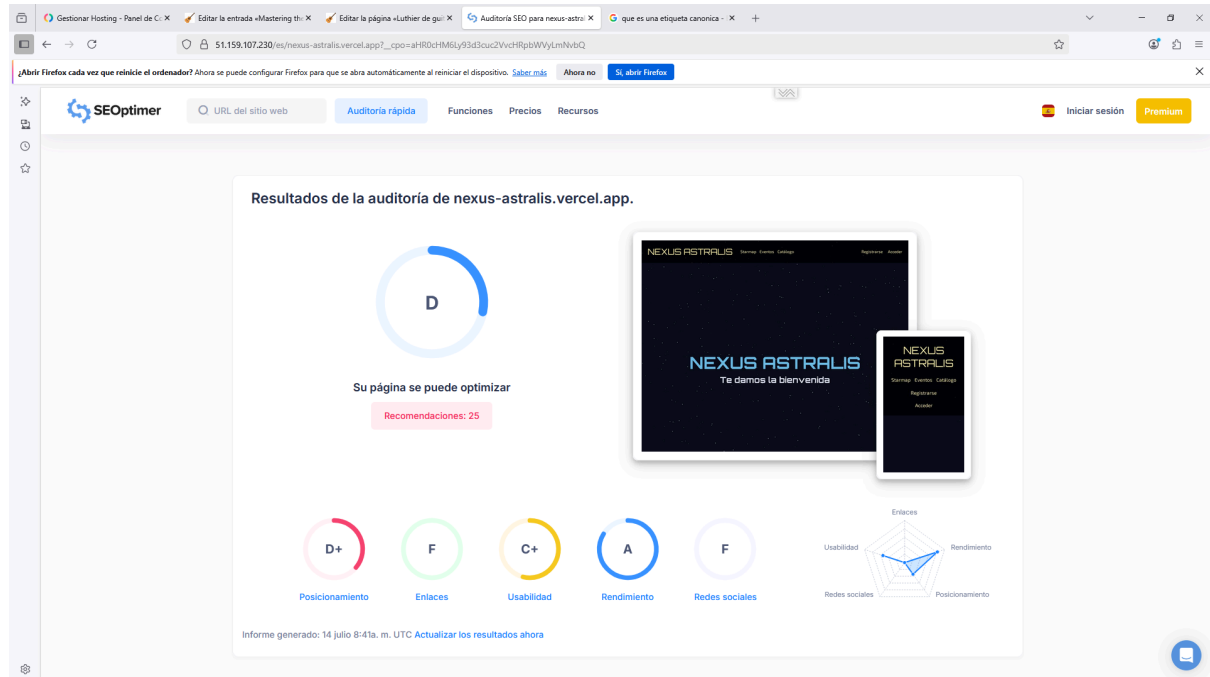 Gestionar Hosting - Panel de Co
Editar la entrada «Mastering the
Editar la página «Luthier de guit
Auditoría SEO para nexus-astral
que es una etiqueta canonica -
51.159.107.230/es/nexus-astralis.vercel.app?__cpo=aHR0cHM6Ly93d3cuc2VvcHRpbWVyLmNvbQ
¿Abrir Firefox cada vez que reinicie el ordenador? Ahora se puede configurar Firefox para que se abra automáticamente al reiniciar el dispositivo. Saber más Ahora no Sí, abrir Firefox
SEOptimer URL del sitio web Auditoría rápida Funciones Precios Recursos Iniciar sesión Premium
Resultados de la auditoría de nexus-astralis.vercel.app.
D
Su página se puede optimizar
Recomendaciones: 25
NEXUS ASTRALIS Starmap Eventos Catálogo Registrarse Acceder
NEXUS ASTRALIS
Te damos la bienvenida
NEXUS
ASTRALIS
Starmap Eventos Catálogo
Registrarse
Acceder
D+ F C+ A F
Posicionamiento Enlaces Usabilidad Rendimiento Redes sociales
Enlaces
Usabilidad Rendimiento
Redes sociales Posicionamiento
Informe generado: 14 julio 8:41a. m. UTC Actualizar los resultados ahora